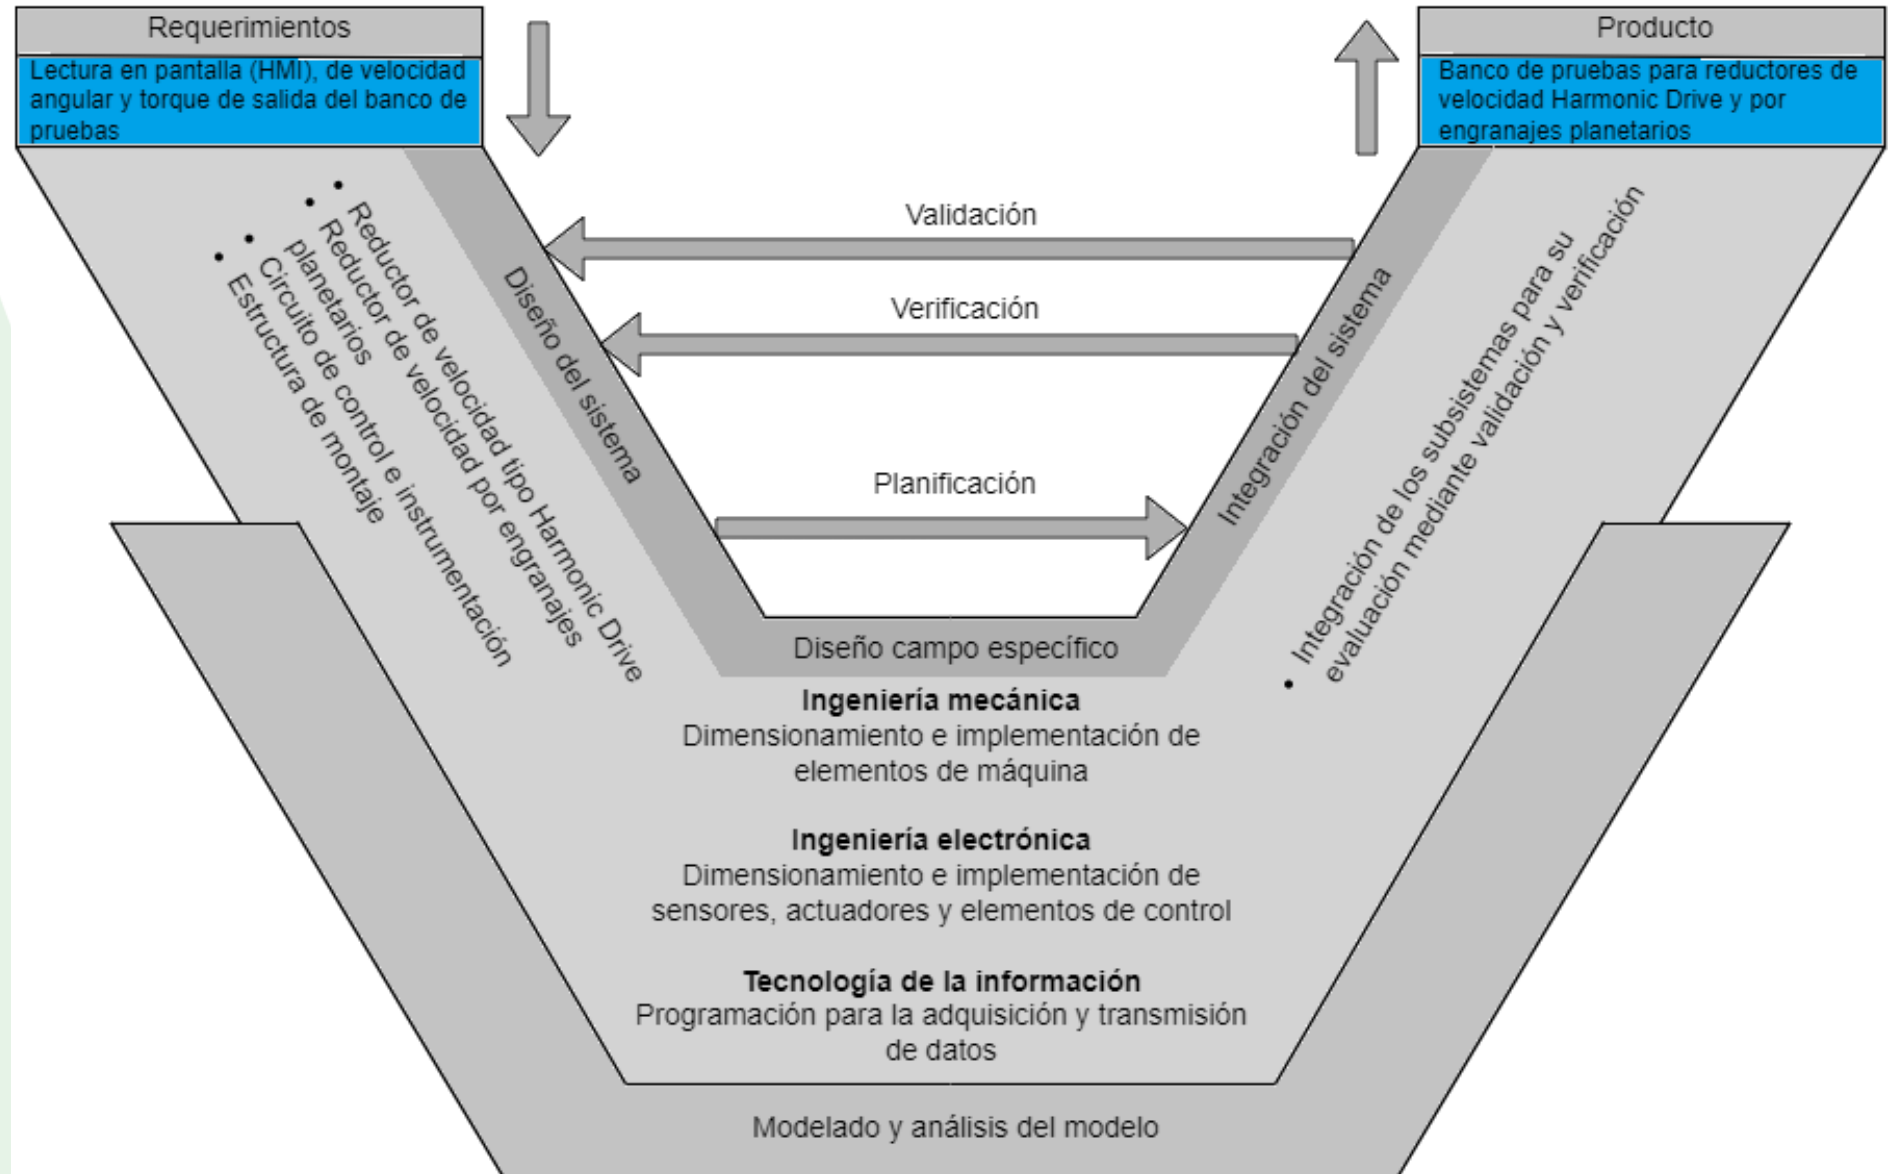 Requerimientos
Lectura en pantalla (HMI), de velocidad
angular y torque de salida del banco de
pruebas
Producto
Banco de pruebas para reductores de
velocidad Harmonic Drive y por
engranajes planetarios
Validación
Verificación
Planificación
• Reductor de velocidad tipo Harmonic Drive
• Reductor de velocidad por engranajes
planetarios
• Circuito de control e instrumentación
• Estructura de montaje
Diseño del sistema
Integración del sistema
• Integración de los subsistemas para su
evaluación mediante validación y verificación
Diseño campo específico
Ingeniería mecánica
Dimensionamiento e implementación de
elementos de máquina
Ingeniería electrónica
Dimensionamiento e implementación de
sensores, actuadores y elementos de control
Tecnología de la información
Programación para la adquisición y transmisión
de datos
Modelado y análisis del modelo